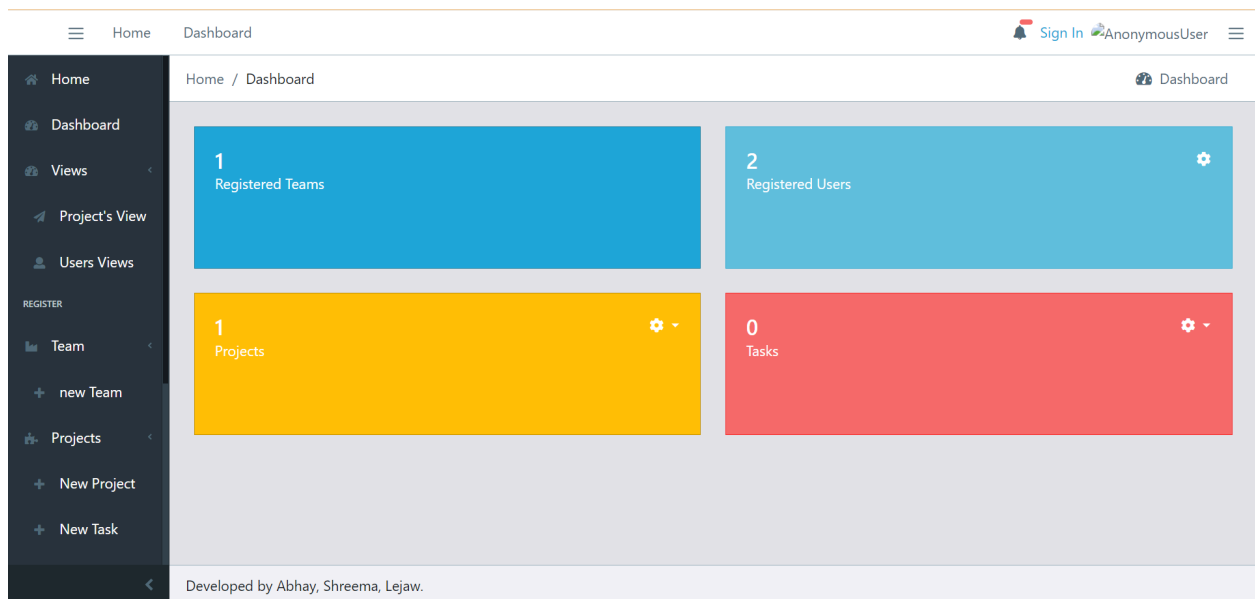 Home Dashboard Sign In AnonymousUser
Home
Dashboard
Views
Project's View
Users Views
REGISTER
Team
new Team
Projects
New Project
New Task
Home / Dashboard
Dashboard
1
Registered Teams
2
Registered Users
1
Projects
0
Tasks
Developed by Abhay, Shreema, Lejaw.